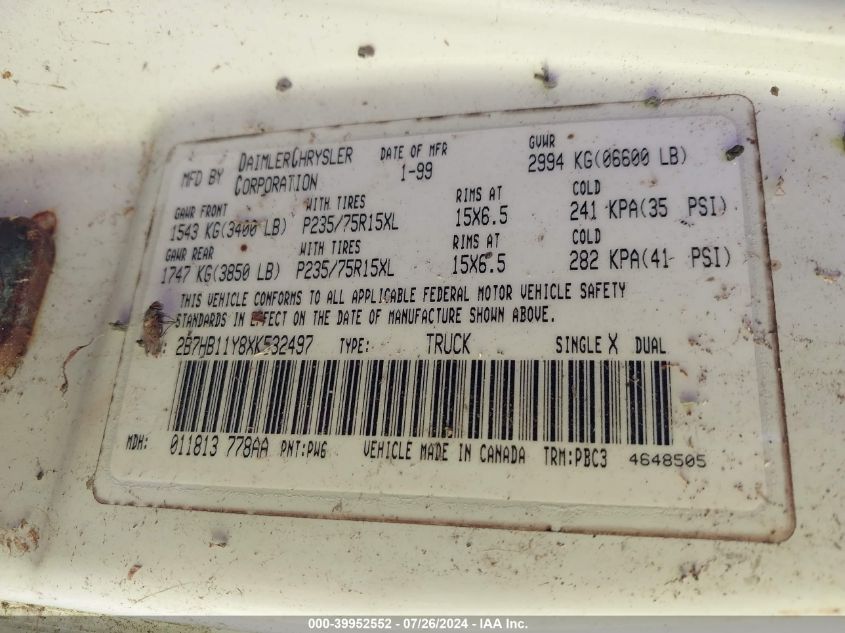 MFD BY DAIMLERCHRYSLER CORPORATION DATE OF MFR 1-99 GVWR 2994 KG(06600 LB)
GAWR FRONT WITH TIRES RIMS AT COLD
1543 KG(3400 LB) P235/75R15XL 15X6.5 241 KPA(35 PSI)
GAWR REAR WITH TIRES RIMS AT COLD
1747 KG(3850 LB) P235/75R15XL 15X6.5 282 KPA(41 PSI)
THIS VEHICLE CONFORMS TO ALL APPLICABLE FEDERAL MOTOR VEHICLE SAFETY
STANDARDS IN EFFECT ON THE DATE OF MANUFACTURE SHOWN ABOVE.
: 2B7HB11Y8XK532497 TYPE: TRUCK SINGLE X DUAL
MDH: 011813 778AA PNT:PW6 VEHICLE MADE IN CANADA TRM:PBC3 4648505
000-39952552 / 07/26/2024 - IAA Inc.